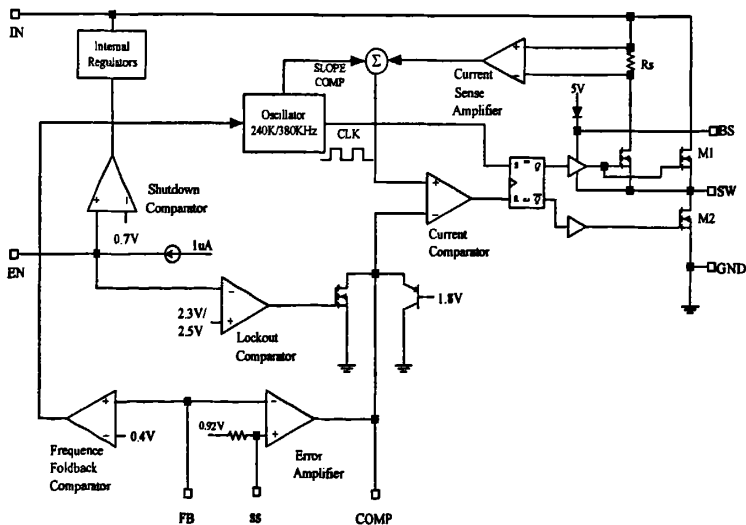 IN
Internal
Regulators
SLOPE
COMP
Σ
Current
Sense
Amplifier
+
−
Rs
5V
Oscillator
240K/380KHz
CLK
BS
M1
S Q
R Q
SW
M2
GND
+
−
Current
Comparator
+
−
Shutdown
Comparator
0.7V
EN
1uA
−
+
2.3V/
2.5V
Lockout
Comparator
1.8V
+
−
0.4V
Frequence
Foldback
Comparator
0.92V
−
+
Error
Amplifier
FB
SS
COMP